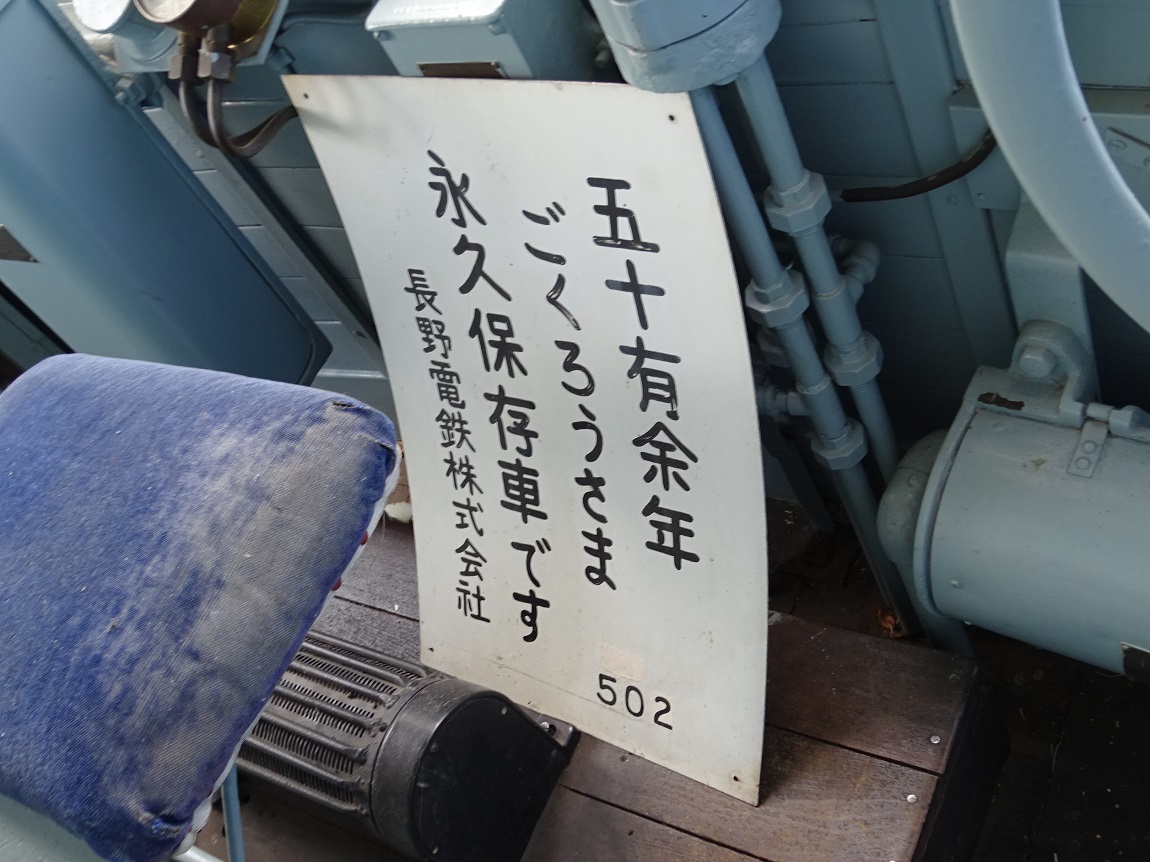 五十有余年
ごくろうさま
永久保存車です
長野電鉄株式会社
502